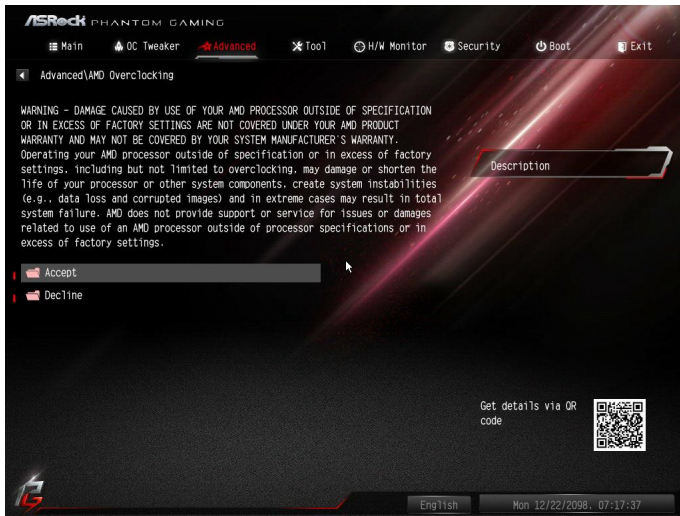 ASRock PHANTOM GAMING
Main OC Tweaker Advanced Tool H/W Monitor Security Boot Exit
Advanced\AMD Overclocking
WARNING - DAMAGE CAUSED BY USE OF YOUR AMD PROCESSOR OUTSIDE OF SPECIFICATION
OR IN EXCESS OF FACTORY SETTINGS ARE NOT COVERED UNDER YOUR AMD PRODUCT
WARRANTY AND MAY NOT BE COVERED BY YOUR SYSTEM MANUFACTURER'S WARRANTY.
Operating your AMD processor outside of specification or in excess of factory
settings, including but not limited to overclocking, may damage or shorten the
life of your processor or other system components, create system instabilities
(e.g., data loss and corrupted images) and in extreme cases may result in total
system failure. AMD does not provide support or service for issues or damages
related to use of an AMD processor outside of processor specifications or in
excess of factory settings.
Description
Accept
Decline
Get details via QR
code
English
Mon 12/22/2098, 07:17:37